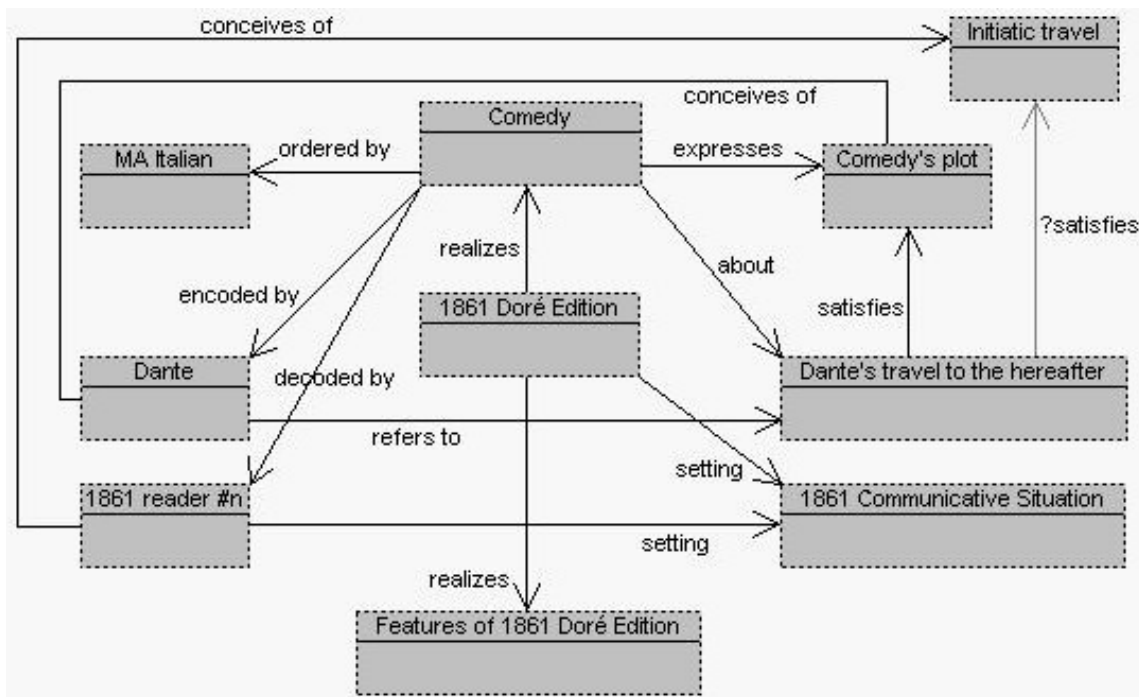 conceives of
Initiatic travel
conceives of
Comedy
MA Italian
ordered by
expresses
Comedy's plot
?satisfies
realizes
about
encoded by
1861 Doré Edition
satisfies
Dante
decoded by
Dante's travel to the hereafter
refers to
setting
1861 reader #n
1861 Communicative Situation
setting
realizes
Features of 1861 Doré Edition